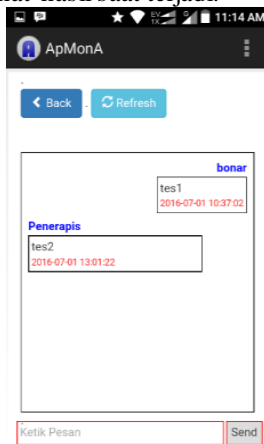 11:14 AM
ApMonA
Back . Refresh
bonar
tes1
2016-07-01 10:37:02
Penerapis
tes2
2016-07-01 13:01:22
Ketik Pesan
Send